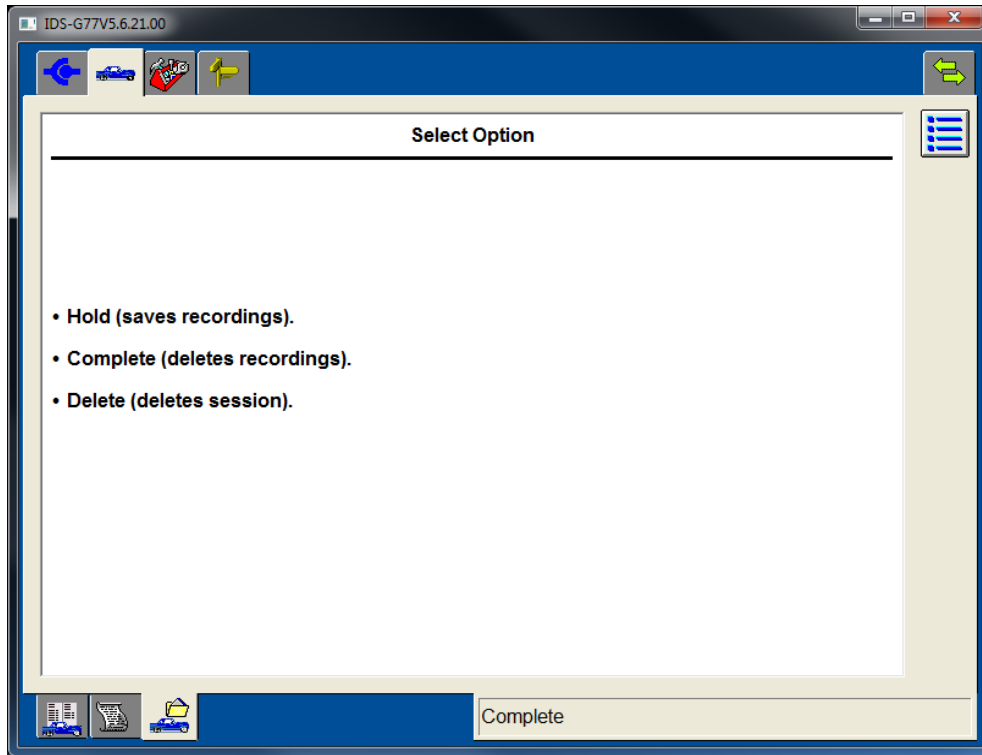 IDS-G77V5.6.21.00
Select Option
• Hold (saves recordings).
• Complete (deletes recordings).
• Delete (deletes session).
Complete